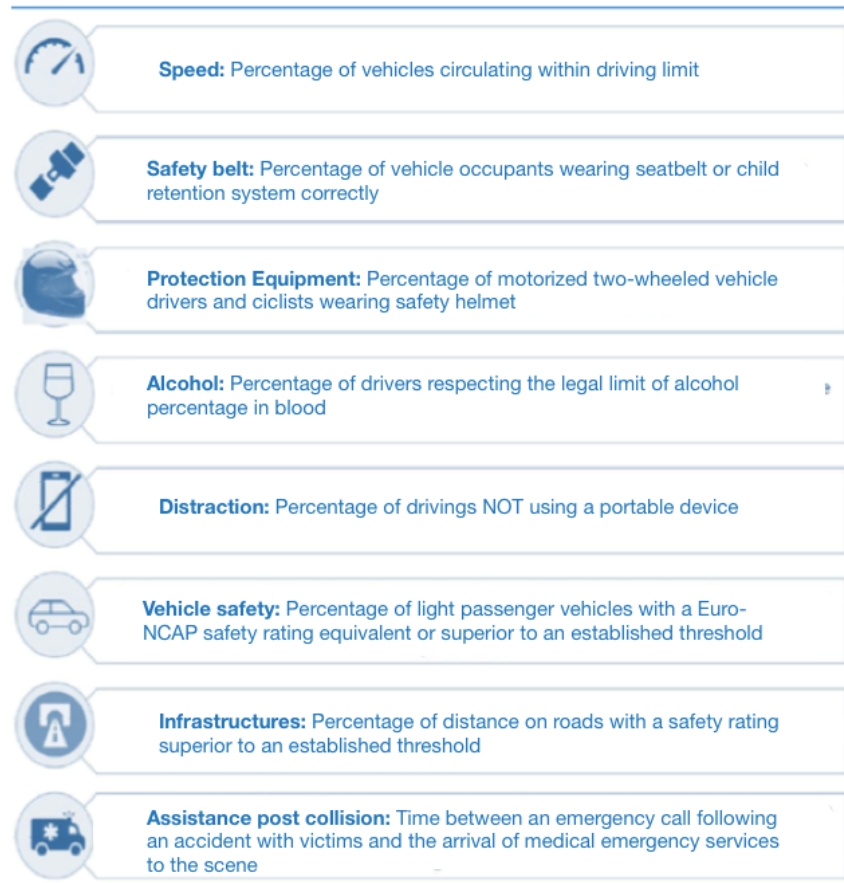 Speed: Percentage of vehicles circulating within driving limit
Safety belt: Percentage of vehicle occupants wearing seatbelt or child
retention system correctly
Protection Equipment: Percentage of motorized two-wheeled vehicle
drivers and ciclists wearing safety helmet
Alcohol: Percentage of drivers respecting the legal limit of alcohol
percentage in blood
Distraction: Percentage of drivings NOT using a portable device
Vehicle safety: Percentage of light passenger vehicles with a Euro-
NCAP safety rating equivalent or superior to an established threshold
Infrastructures: Percentage of distance on roads with a safety rating
superior to an established threshold
Assistance post collision: Time between an emergency call following
an accident with victims and the arrival of medical emergency services
to the scene